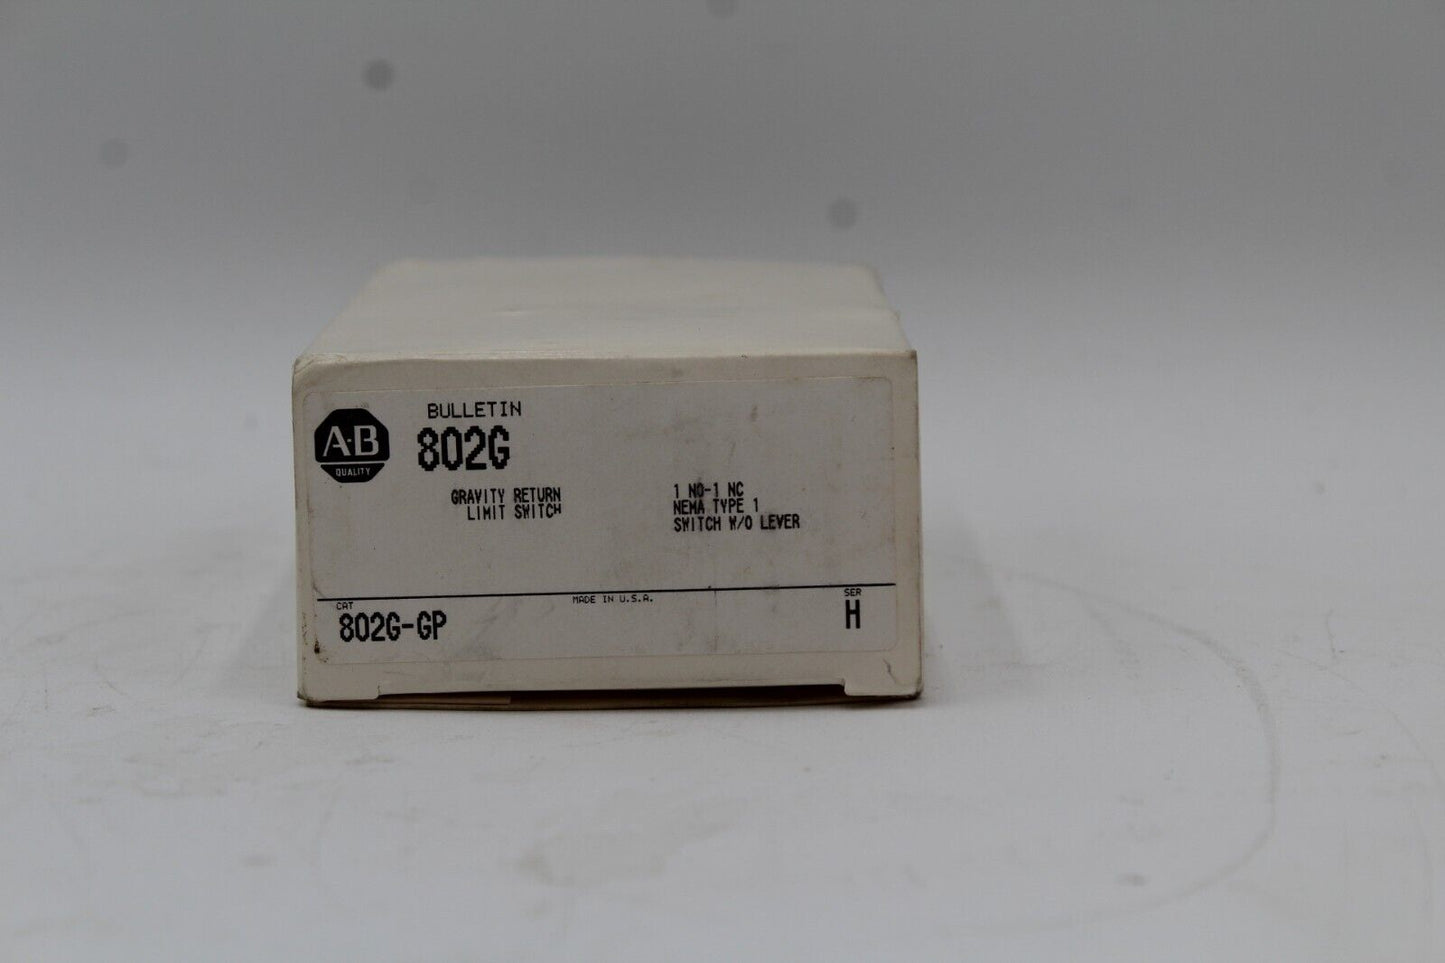 A-B
QUALITY
BULLETIN
802G
GRAVITY RETURN
LIMIT SWITCH
1 NO-1 NC
NEMA TYPE 1
SWITCH W/O LEVER
CAT
802G-GP
MADE IN U.S.A.
SER
H